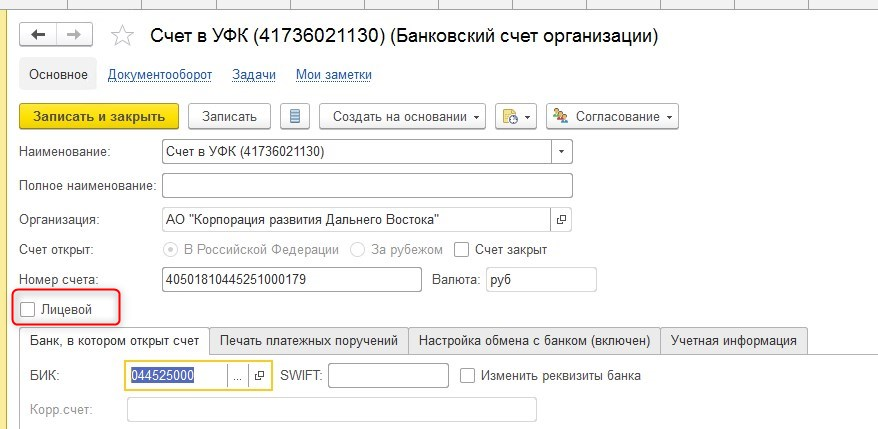 Счет в УФК (41736021130) (Банковский счет организации)
Основное Документооборот Задачи Мои заметки
Записать и закрыть Записать Создать на основании Согласование
Наименование: Счет в УФК (41736021130)
Полное наименование:
Организация: АО "Корпорация развития Дальнего Востока"
Счет открыт: В Российской Федерации За рубежом Счет закрыт
Номер счета: 40501810445251000179 Валюта: руб
Лицевой
Банк, в котором открыт счет Печать платежных поручений Настройка обмена с банком (включен) Учетная информация
БИК: 044525000 ... SWIFT: Изменить реквизиты банка
Корр.счет: